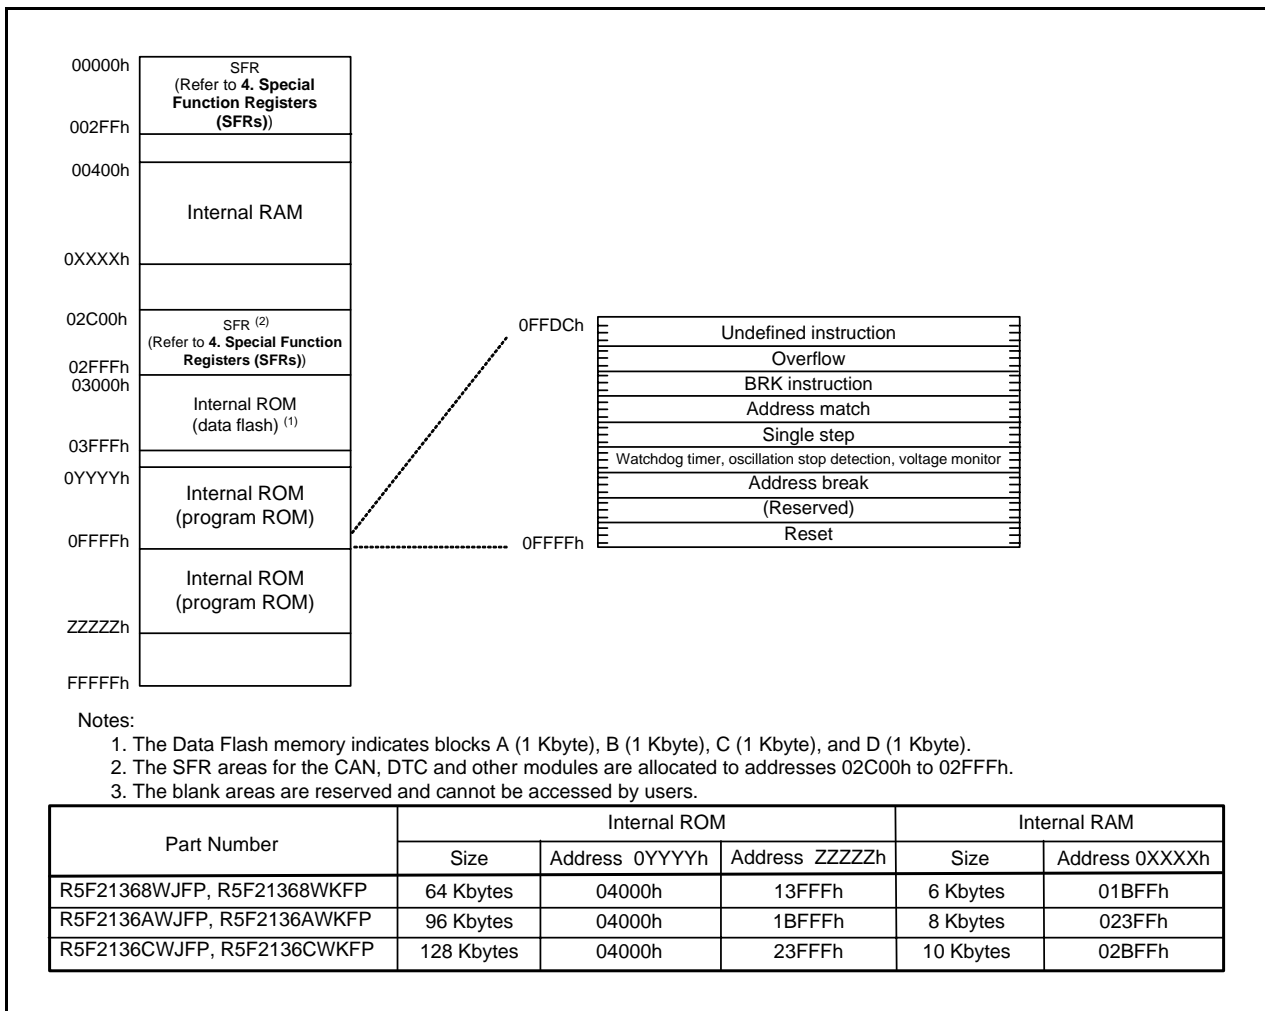 00000h
SFR
(Refer to 4. Special
Function Registers
(SFRs))
002FFh
00400h
Internal RAM
0XXXXh
02C00h
SFR (2)
(Refer to 4. Special Function
Registers (SFRs))
02FFFh
03000h
Internal ROM
(data flash) (1)
03FFFh
0YYYYh
Internal ROM
(program ROM)
0FFFFh
Internal ROM
(program ROM)
ZZZZZh
FFFFFh
0FFDCh
Undefined instruction
Overflow
BRK instruction
Address match
Single step
Watchdog timer, oscillation stop detection, voltage monitor
Address break
(Reserved)
Reset
0FFFFh
Notes:
1. The Data Flash memory indicates blocks A (1 Kbyte), B (1 Kbyte), C (1 Kbyte), and D (1 Kbyte).
2. The SFR areas for the CAN, DTC and other modules are allocated to addresses 02C00h to 02FFFh.
3. The blank areas are reserved and cannot be accessed by users.
Part Number Internal ROM Internal RAM
Size Address 0YYYYh Address ZZZZZh Size Address 0XXXXh
R5F21368WJFP, R5F21368WKFP 64 Kbytes 04000h 13FFFh 6 Kbytes 01BFFh
R5F2136AWJFP, R5F2136AWKFP 96 Kbytes 04000h 1BFFFh 8 Kbytes 023FFh
R5F2136CWJFP, R5F2136CWKFP 128 Kbytes 04000h 23FFFh 10 Kbytes 02BFFh